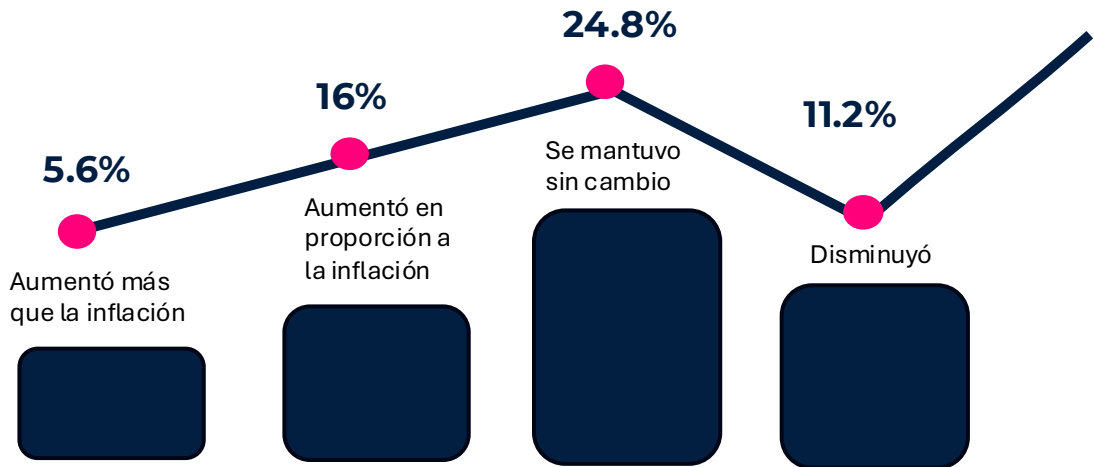 5.6%
Aumentó más
que la inflación
16%
Aumentó en
proporción a
la inflación
24.8%
Se mantuvo
sin cambio
11.2%
Disminuyó